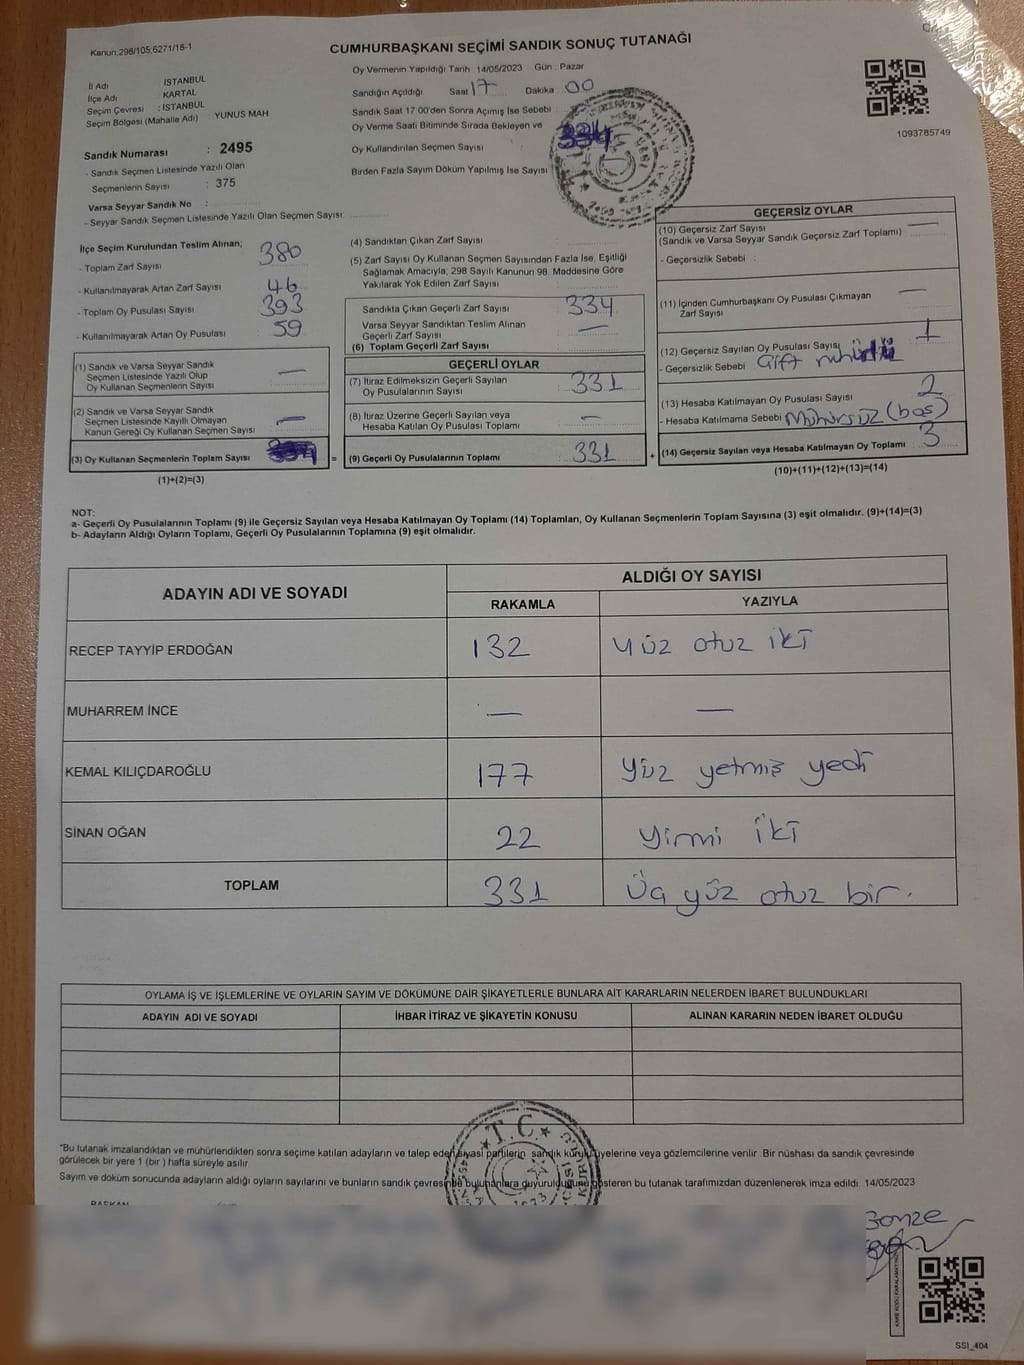 Kanun:298/105;6271/18-1
CUMHURBAŞKANI SEÇİMİ SANDIK SONUÇ TUTANAĞI
İl Adı İSTANBUL
İlçe Adı KARTAL
Seçim Çevresi : İSTANBUL
Seçim Bölgesi (Mahalle Adı) YUNUS MAH
Sandık Numarası : 2495
- Sandık Seçmen Listesinde Yazılı Olan
Seçmenlerin Sayısı : 375
Varsa Seyyar Sandık No :
- Seyyar Sandık Seçmen Listesinde Yazılı Olan Seçmen Sayısı:
Oy Vermenin Yapıldığı Tarih 14/05/2023 Gün : Pazar
Sandığın Açıldığı Saat 17 Dakika : 00
Sandık Saat 17:00'den Sonra Açılmış İse Sebebi :
Oy Verme Saati Bitiminde Sırada Bekleyen ve
Oy Kullandırılan Seçmen Sayısı :
334
Birden Fazla Sayım Döküm Yapılmış İse Sayısı
1093785749
İlçe Seçim Kurulundan Teslim Alınan;
- Toplam Zarf Sayısı : 380
- Kullanılmayarak Artan Zarf Sayısı : 46
- Toplam Oy Pusulası Sayısı : 393
- Kullanılmayarak Artan Oy Pusulası : 59
(1) Sandık ve Varsa Seyyar Sandık
Seçmen Listesinde Yazılı Olup
Oy Kullanan Seçmenlerin Sayısı —
(2) Sandık ve Varsa Seyyar Sandık
Seçmen Listesinde Kayıtlı Olmayan
Kanun Gereği Oy Kullanan Seçmen Sayısı —
(3) Oy Kullanan Seçmenlerin Toplam Sayısı 334 =
(1)+(2)=(3)
(4) Sandıktan Çıkan Zarf Sayısı
(5) Zarf Sayısı Oy Kullanan Seçmen Sayısından Fazla İse, Eşitliği
Sağlamak Amacıyla, 298 Sayılı Kanunun 98. Maddesine Göre
Yakılarak Yok Edilen Zarf Sayısı :
Sandıkta Çıkan Geçerli Zarf Sayısı 334
Varsa Seyyar Sandıktan Teslim Alınan
Geçerli Zarf Sayısı —
(6) Toplam Geçerli Zarf Sayısı
GEÇERLİ OYLAR
(7) İtiraz Edilmeksizin Geçerli Sayılan
Oy Pusulalarının Sayısı 331
(8) İtiraz Üzerine Geçerli Sayılan veya
Hesaba Katılan Oy Pusulası Toplamı —
(9) Geçerli Oy Pusulalarının Toplamı 331 +
GEÇERSİZ OYLAR
(10) Geçersiz Zarf Sayısı
(Sandık ve Varsa Seyyar Sandık Geçersiz Zarf Toplamı) —
- Geçersizlik Sebebi :
(11) İçinden Cumhurbaşkanı Oy Pusulası Çıkmayan
Zarf Sayısı —
(12) Geçersiz Sayılan Oy Pusulası Sayısı 1
- Geçersizlik Sebebi Çift mühürlü
(13) Hesaba Katılmayan Oy Pusulası Sayısı 2
- Hesaba Katılmama Sebebi Mühürsüz (boş)
(14) Geçersiz Sayılan veya Hesaba Katılmayan Oy Toplamı 3
(10)+(11)+(12)+(13)=(14)
NOT:
a- Geçerli Oy Pusulalarının Toplamı (9) ile Geçersiz Sayılan veya Hesaba Katılmayan Oy Toplamı (14) Toplamları, Oy Kullanan Seçmenlerin Toplam Sayısına (3) eşit olmalıdır. (9)+(14)=(3)
b- Adayların Aldığı Oyların Toplamı, Geçerli Oy Pusulalarının Toplamına (9) eşit olmalıdır.
ADAYIN ADI VE SOYADI ALDIĞI OY SAYISI
RAKAMLA YAZIYLA
RECEP TAYYİP ERDOĞAN 132 yüz otuz iki
MUHARREM İNCE — —
KEMAL KILIÇDAROĞLU 177 yüz yetmiş yedi
SİNAN OĞAN 22 yirmi iki
TOPLAM 331 Üç yüz otuz bir.
OYLAMA İŞ VE İŞLEMLERİNE VE OYLARIN SAYIM VE DÖKÜMÜNE DAİR ŞİKAYETLERLE BUNLARA AİT KARARLARIN NELERDEN İBARET BULUNDUKLARI
ADAYIN ADI VE SOYADI İHBAR İTİRAZ VE ŞİKAYETİN KONUSU ALINAN KARARIN NEDEN İBARET OLDUĞU
T.C.
*Bu tutanak imzalandıktan ve mühürlendikten sonra seçime katılan adayların ve talep eden siyasi partilerin sandık kurulu üyelerine veya gözlemcilerine verilir. Bir nüshası da sandık çevresinde
görülecek bir yere 1 (bir) hafta süreyle asılır.
Sayım ve döküm sonucunda adayların aldığı oyların sayılarını ve bunların sandık çevresinde bulunanlara duyurulduğunu gösteren bu tutanak tarafımızdan düzenlenerek imza edildi. 14/05/2023
BAŞKAN
SSI_404